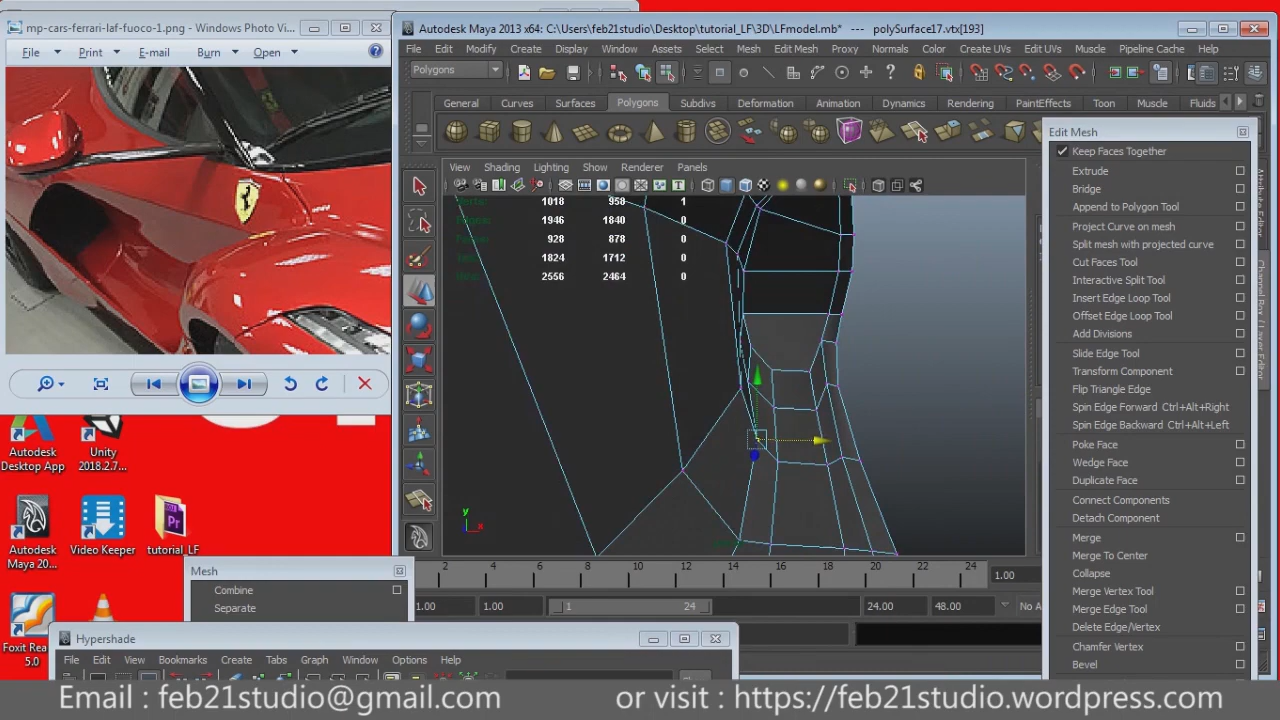 mp-cars-ferrari-laf-fuoco-1.png - Windows Photo Vi...
File Print E-mail Burn Open
Autodesk Maya 2013 x64: C:\Users\feb21studio\Desktop\tutorial_LF\3D\LFmodel.mb* --- polySurface17.vtx[193]
File Edit Modify Create Display Window Assets Select Mesh Edit Mesh Proxy Normals Color Create UVs Edit UVs Muscle Pipeline Cache Help
Polygons
General Curves Surfaces Polygons Subdivs Deformation Animation Dynamics Rendering PaintEffects Toon Muscle Fluids
View Shading Lighting Show Renderer Panels
1018 958 1
1946 1840 0
928 878 0
1824 1712 0
2556 2464 0
y
x
Edit Mesh
Keep Faces Together
Extrude
Bridge
Append to Polygon Tool
Project Curve on mesh
Split mesh with projected curve
Cut Faces Tool
Interactive Split Tool
Insert Edge Loop Tool
Offset Edge Loop Tool
Add Divisions
Slide Edge Tool
Transform Component
Flip Triangle Edge
Spin Edge Forward Ctrl+Alt+Right
Spin Edge Backward Ctrl+Alt+Left
Poke Face
Wedge Face
Duplicate Face
Connect Components
Detach Component
Merge
Merge To Center
Collapse
Merge Vertex Tool
Merge Edge Tool
Delete Edge/Vertex
Chamfer Vertex
Bevel
Autodesk Desktop App
Unity 2018.2.7...
Autodesk Maya 20...
Video Keeper
tutorial_LF
Foxit Rea... 5.0
Mesh
Combine
Separate
2 4 6 8 10 12 14 16 18 20 22 24
1.00
1.00 1.00 1 24 24.00 48.00 No A
Hypershade
File Edit View Bookmarks Create Tabs Graph Window Options Help
Email : feb21studio@gmail.com or visit : https://feb21studio.wordpress.com